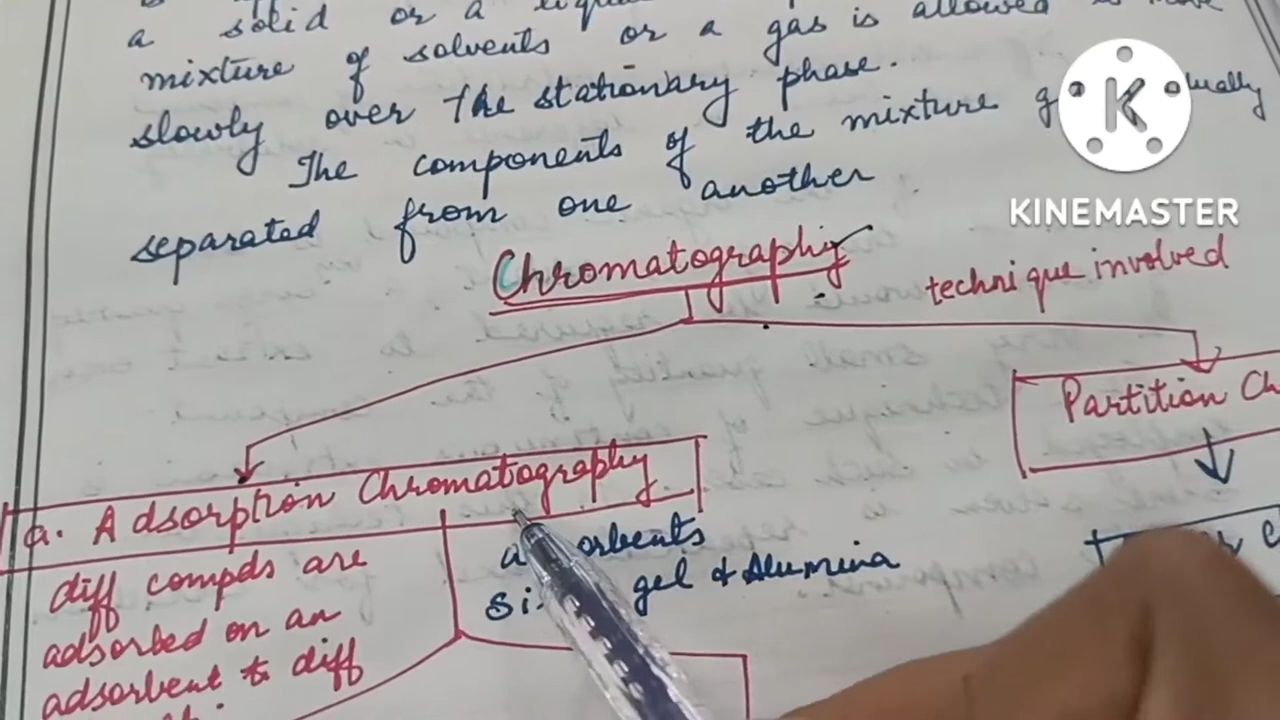 a solid or a
mixture of solvents or a gas is allowed
slowly over the stationary phase.
The components of the mixture
separated from one another
KINEMASTER
Chromatography
technique involved
Partition Ch
a. Adsorption Chromatography
diff compds are
adsorbed on an
adsorbent to diff
gel & Alumina